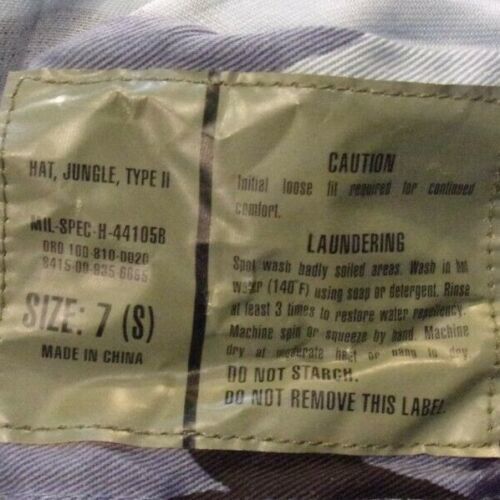 HAT, JUNGLE, TYPE II
MIL-SPEC-H-44105B
DRO 100-810-0020
8415-00-935-6655
SIZE: 7 (S)
MADE IN CHINA
CAUTION
Initial loose fit required for continued
comfort.
LAUNDERING
Spot wash badly soiled areas. Wash in hot
water (140°F) using soap or detergent. Rinse
at least 3 times to restore water repellency.
Machine spin or squeeze by hand. Machine
dry at moderate heat or hang to day
DO NOT STARCH.
DO NOT REMOVE THIS LABEL.